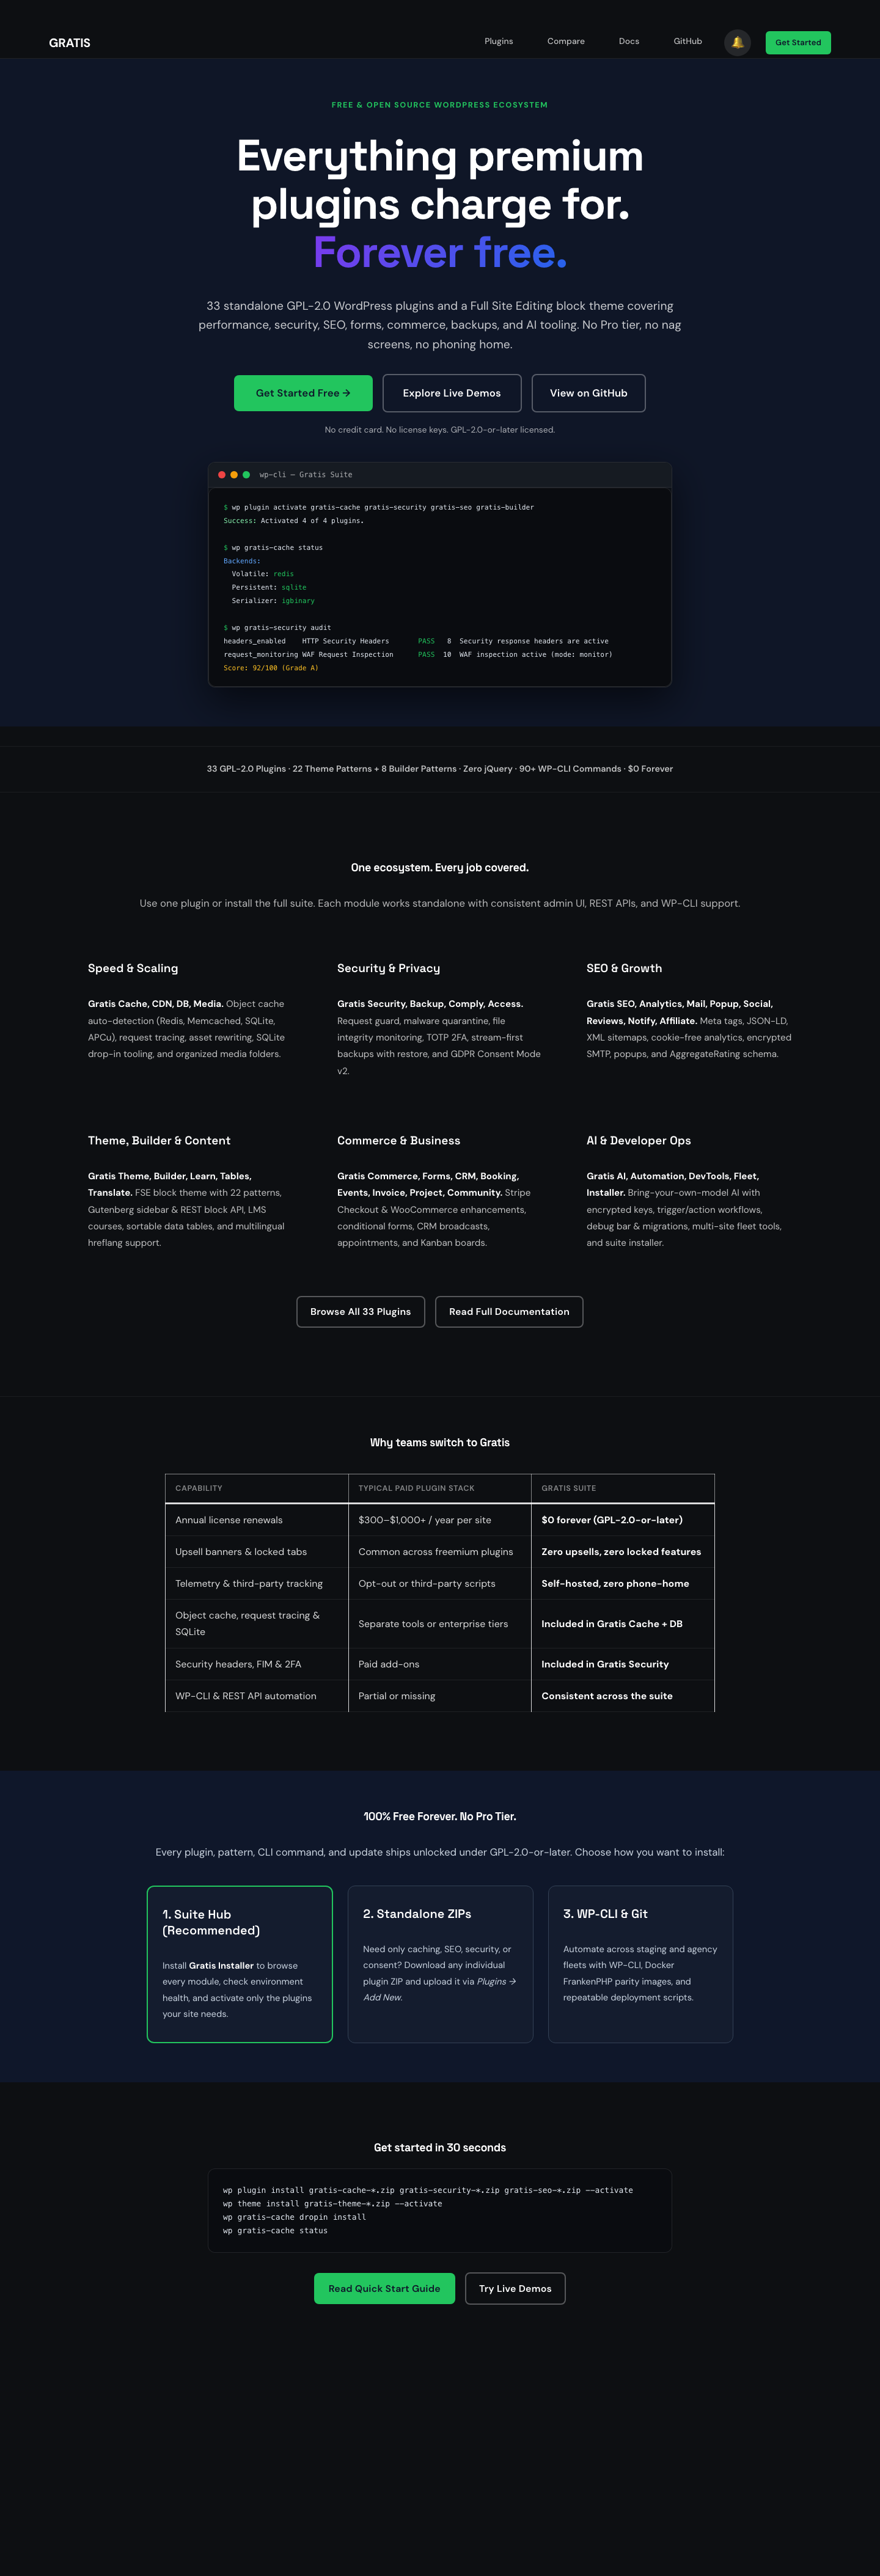 GRATIS
Plugins
Compare
Docs
GitHub
Get Started
FREE & OPEN SOURCE WORDPRESS ECOSYSTEM
Everything premium
plugins charge for.
Forever free.
33 standalone GPL-2.0 WordPress plugins and a Full Site Editing block theme covering
performance, security, SEO, forms, commerce, backups, and AI tooling. No Pro tier, no nag
screens, no phoning home.
Get Started Free →
Explore Live Demos
View on GitHub
No credit card. No license keys. GPL-2.0-or-later licensed.
wp-cli — Gratis Suite
$ wp plugin activate gratis-cache gratis-security gratis-seo gratis-builder
Success: Activated 4 of 4 plugins.
$ wp gratis-cache status
Backends:
Volatile: redis
Persistent: sqlite
Serializer: igbinary
$ wp gratis-security audit
headers_enabled HTTP Security Headers PASS 8 Security response headers are active
request_monitoring WAF Request Inspection PASS 10 WAF inspection active (mode: monitor)
Score: 92/100 (Grade A)
33 GPL-2.0 Plugins · 22 Theme Patterns + 8 Builder Patterns · Zero jQuery · 90+ WP-CLI Commands · $0 Forever
One ecosystem. Every job covered.
Use one plugin or install the full suite. Each module works standalone with consistent admin UI, REST APIs, and WP-CLI support.
Speed & Scaling
Gratis Cache, CDN, DB, Media. Object cache
auto-detection (Redis, Memcached, SQLite,
APCu), request tracing, asset rewriting, SQLite
drop-in tooling, and organized media folders.
Security & Privacy
Gratis Security, Backup, Comply, Access.
Request guard, malware quarantine, file
integrity monitoring, TOTP 2FA, stream-first
backups with restore, and GDPR Consent Mode
v2.
SEO & Growth
Gratis SEO, Analytics, Mail, Popup, Social,
Reviews, Notify, Affiliate. Meta tags, JSON-LD,
XML sitemaps, cookie-free analytics, encrypted
SMTP, popups, and AggregateRating schema.
Theme, Builder & Content
Gratis Theme, Builder, Learn, Tables,
Translate. FSE block theme with 22 patterns,
Gutenberg sidebar & REST block API, LMS
courses, sortable data tables, and multilingual
hreflang support.
Commerce & Business
Gratis Commerce, Forms, CRM, Booking,
Events, Invoice, Project, Community. Stripe
Checkout & WooCommerce enhancements,
conditional forms, CRM broadcasts,
appointments, and Kanban boards.
AI & Developer Ops
Gratis AI, Automation, DevTools, Fleet,
Installer. Bring-your-own-model AI with
encrypted keys, trigger/action workflows,
debug bar & migrations, multi-site fleet tools,
and suite installer.
Browse All 33 Plugins
Read Full Documentation
Why teams switch to Gratis
CAPABILITY
TYPICAL PAID PLUGIN STACK
GRATIS SUITE
Annual license renewals
$300–$1,000+ / year per site
$0 forever (GPL-2.0-or-later)
Upsell banners & locked tabs
Common across freemium plugins
Zero upsells, zero locked features
Telemetry & third-party tracking
Opt-out or third-party scripts
Self-hosted, zero phone-home
Object cache, request tracing &
SQLite
Separate tools or enterprise tiers
Included in Gratis Cache + DB
Security headers, FIM & 2FA
Paid add-ons
Included in Gratis Security
WP-CLI & REST API automation
Partial or missing
Consistent across the suite
100% Free Forever. No Pro Tier.
Every plugin, pattern, CLI command, and update ships unlocked under GPL-2.0-or-later. Choose how you want to install:
1. Suite Hub
(Recommended)
Install Gratis Installer to browse
every module, check environment
health, and activate only the plugins
your site needs.
2. Standalone ZIPs
Need only caching, SEO, security, or
consent? Download any individual
plugin ZIP and upload it via Plugins →
Add New.
3. WP-CLI & Git
Automate across staging and agency
fleets with WP-CLI, Docker
FrankenPHP parity images, and
repeatable deployment scripts.
Get started in 30 seconds
wp plugin install gratis-cache-*.zip gratis-security-*.zip gratis-seo-*.zip --activate
wp theme install gratis-theme-*.zip --activate
wp gratis-cache dropin install
wp gratis-cache status
Read Quick Start Guide
Try Live Demos